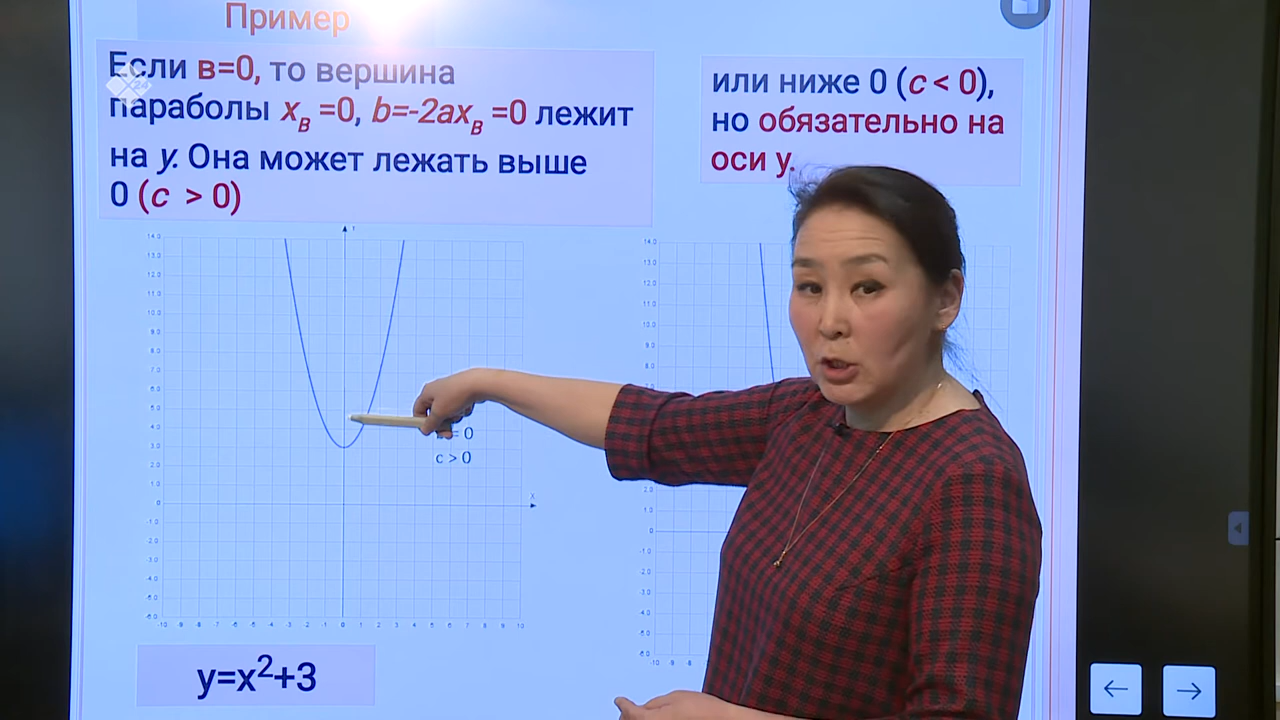 Пример
Если в=0, то вершина
параболы xв =0, b=-2axв =0 лежит
на y. Она может лежать выше
0 (c > 0)
или ниже 0 (c < 0),
но обязательно на
оси y.
= 0
c > 0
x
y=x²+3